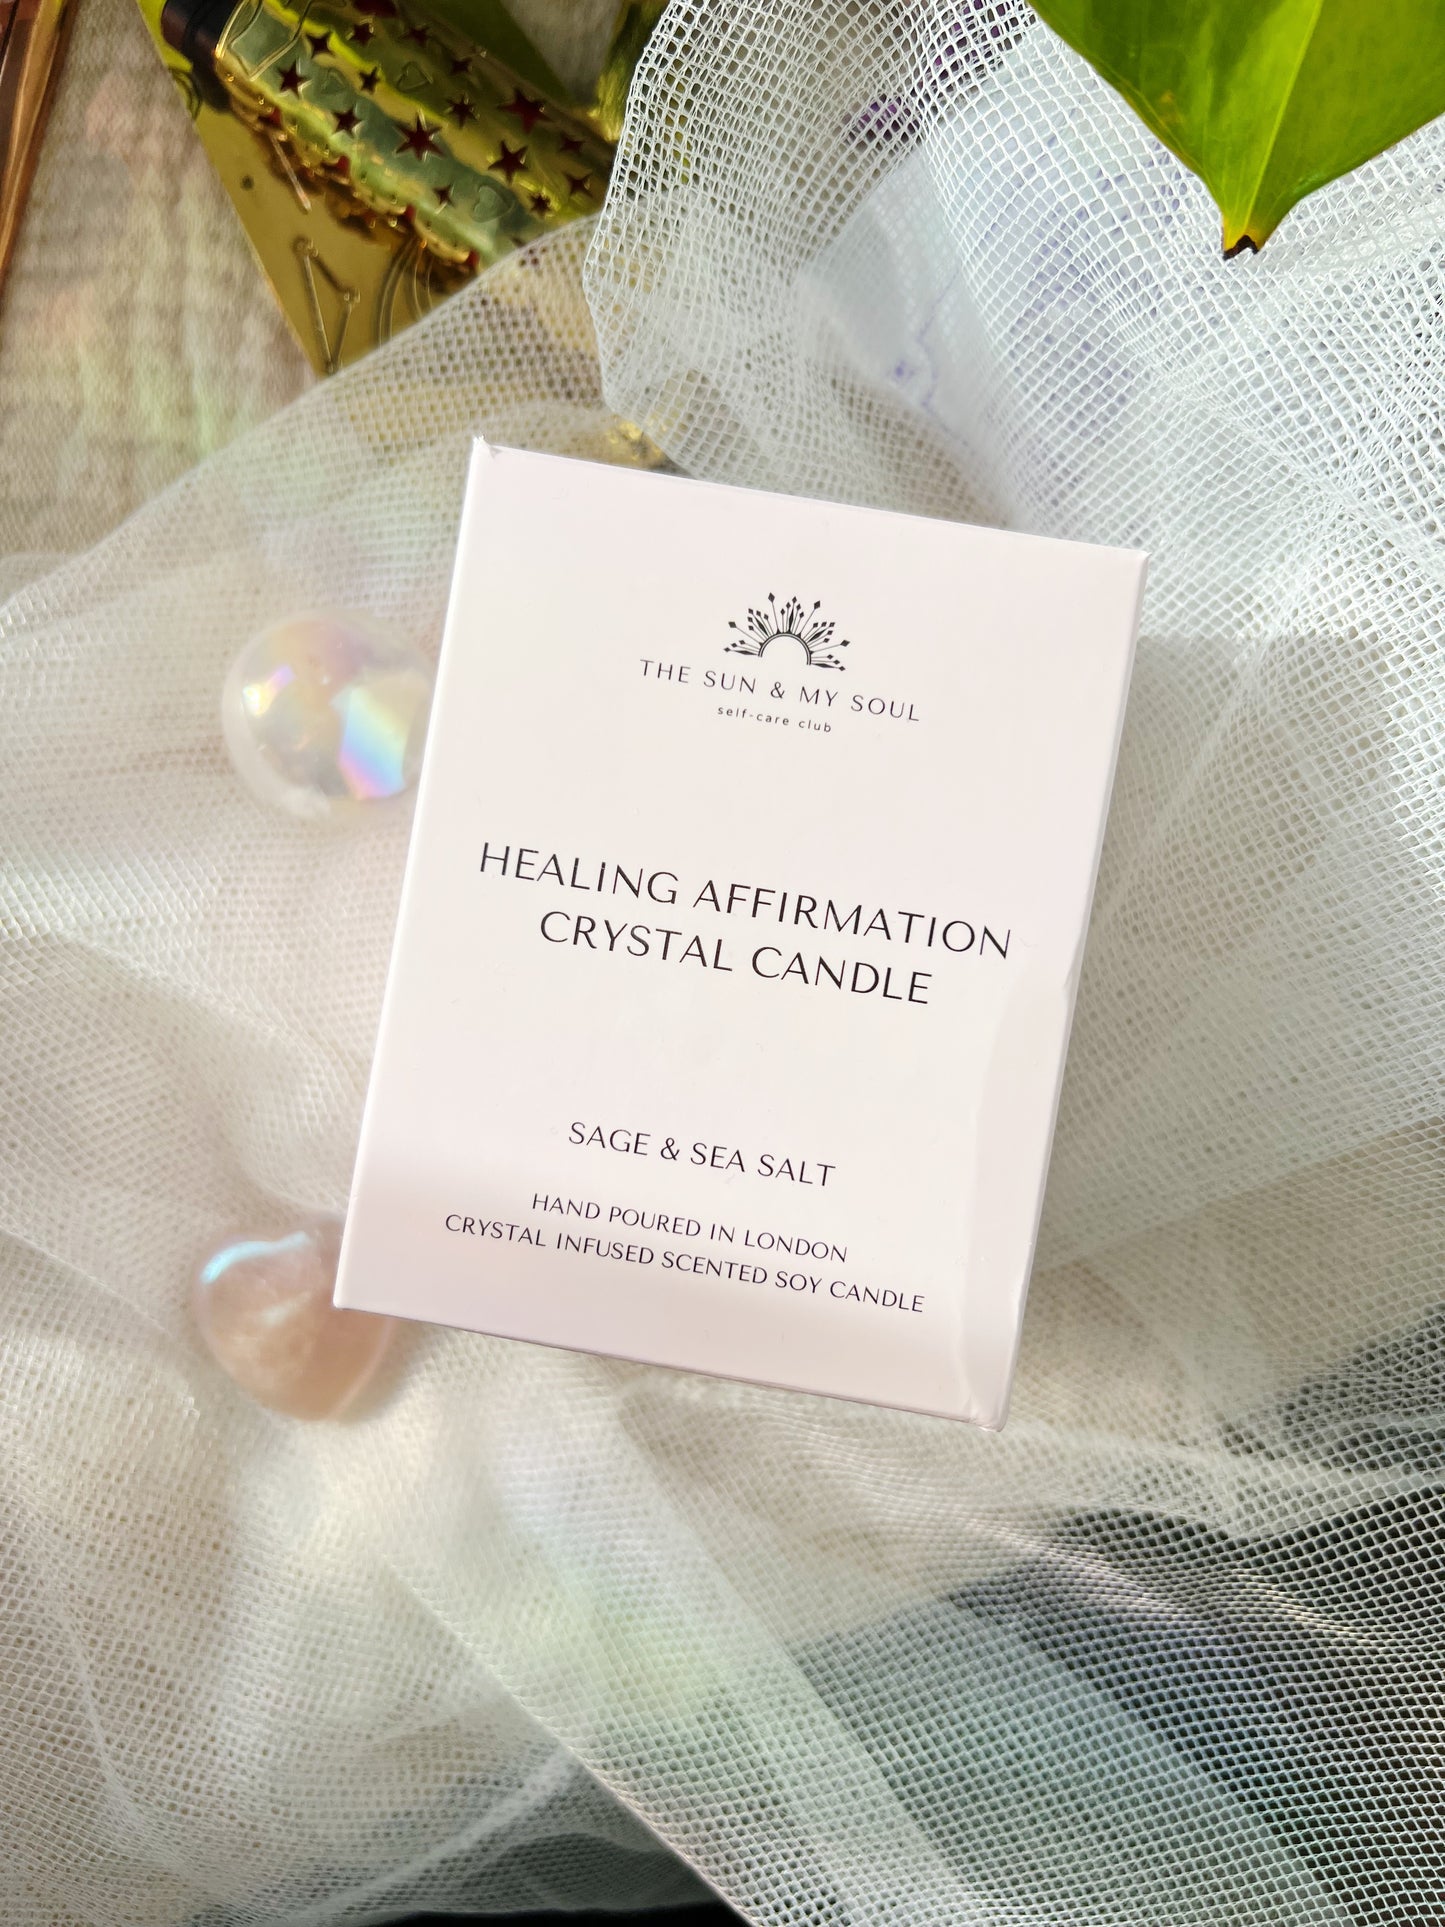 THE SUN & MY SOUL
self-care club
HEALING AFFIRMATION
CRYSTAL CANDLE
SAGE & SEA SALT
HAND POURED IN LONDON
CRYSTAL INFUSED SCENTED SOY CANDLE